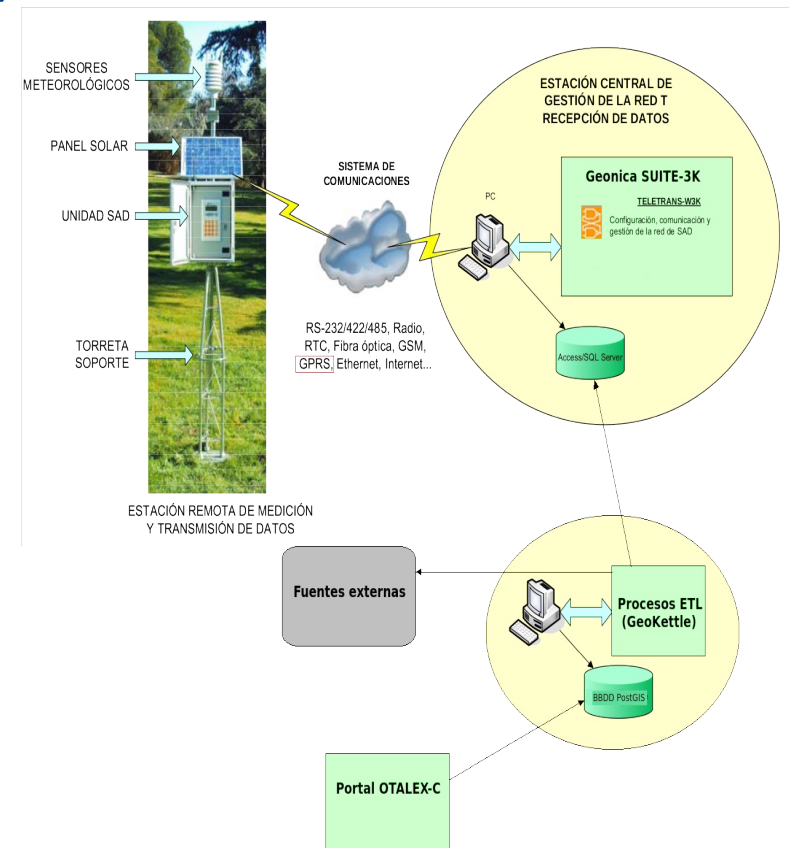 SENSORES
METEOROLÓGICOS
PANEL SOLAR
UNIDAD SAD
TORRETA
SOPORTE
ESTACIÓN REMOTA DE MEDICIÓN
Y TRANSMISIÓN DE DATOS
SISTEMA DE
COMUNICACIONES
RS-232/422/485, Radio,
RTC, Fibra óptica, GSM,
GPRS, Ethernet, Internet...
ESTACIÓN CENTRAL DE
GESTIÓN DE LA RED T
RECEPCIÓN DE DATOS
PC
Geonica SUITE-3K
TELETRANS-W3K
Configuración, comunicación y
gestión de la red de SAD
Access/SQL Server
Fuentes externas
Procesos ETL
(GeoKettle)
BBDD PostGIS
Portal OTALEX-C